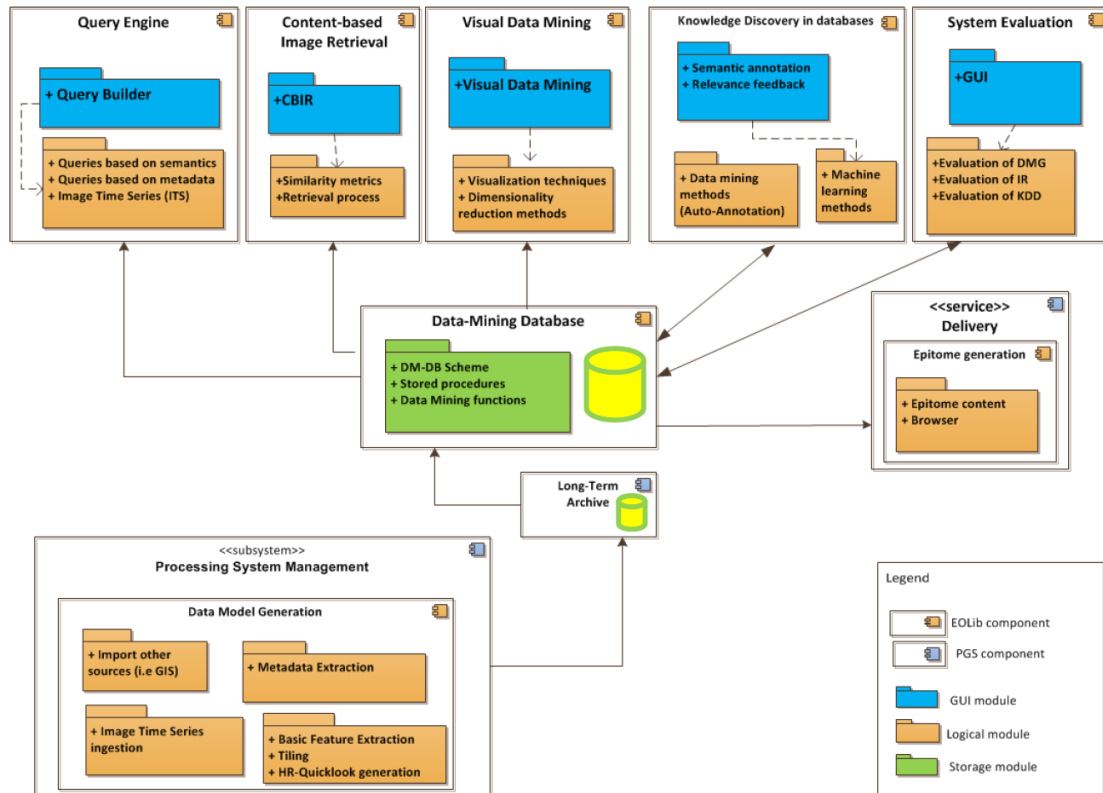 Query Engine
+ Query Builder
+ Queries based on semantics
+ Queries based on metadata
+ Image Time Series (ITS)
Content-based
Image Retrieval
+CBIR
+Similarity metrics
+Retrieval process
Visual Data Mining
+Visual Data Mining
+ Visualization techniques
+ Dimensionality
reduction methods
Knowledge Discovery in databases
+ Semantic annotation
+ Relevance feedback
+ Data mining
methods
(Auto-Annotation)
+ Machine
learning
methods
System Evaluation
+GUI
+Evaluation of DMG
+Evaluation of IR
+Evaluation of KDD
Data-Mining Database
+ DM-DB Scheme
+ Stored procedures
+ Data Mining functions
<<service>>
Delivery
Epitome generation
+ Epitome content
+ Browser
Long-Term
Archive
<<subsystem>>
Processing System Management
Data Model Generation
+ Import other
sources (i.e GIS)
+ Metadata Extraction
+ Image Time Series
ingestion
+ Basic Feature Extraction
+ Tiling
+ HR-Quicklook generation
Legend
EOLib component
PGS component
GUI module
Logical module
Storage module